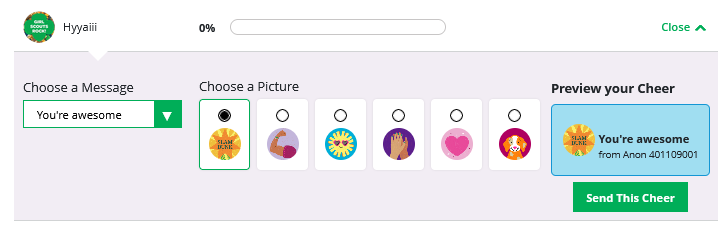 GIRL
SCOUTS
ROCK!
Hyyaiii
0%
Close
Choose a Message
You're awesome
Choose a Picture
SLAM
DUNK
Preview your Cheer
SLAM
DUNK
You're awesome
from Anon 401109001
Send This Cheer